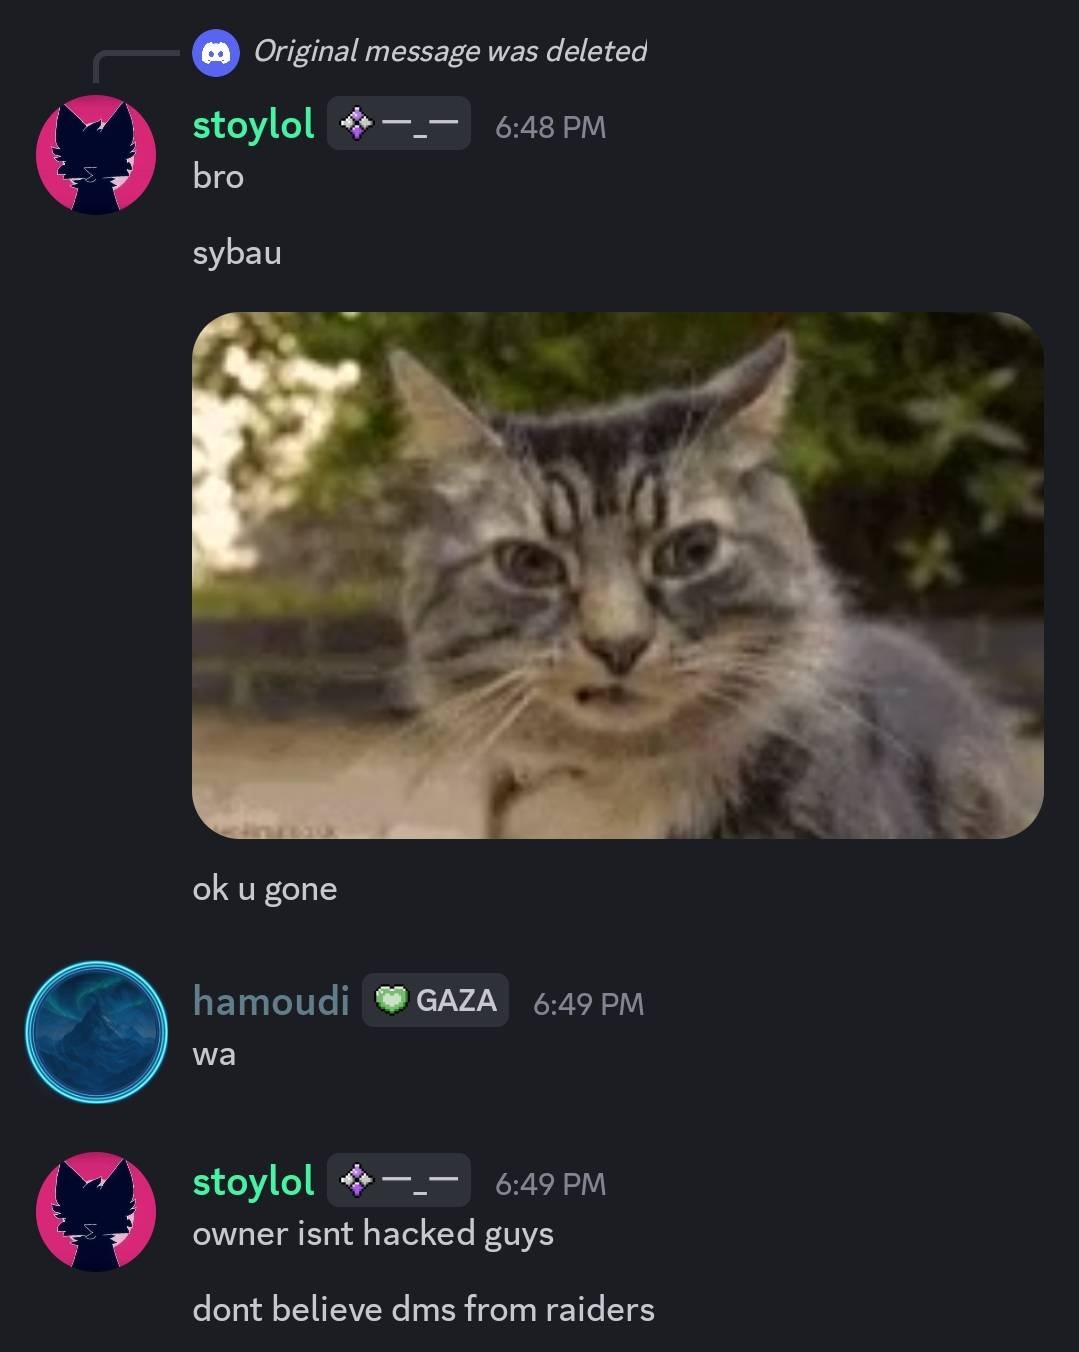 Original message was deleted
stoylol —_— 6:48 PM
bro
sybau
ok u gone
hamoudi GAZA 6:49 PM
wa
stoylol —_— 6:49 PM
owner isnt hacked guys
dont believe dms from raiders